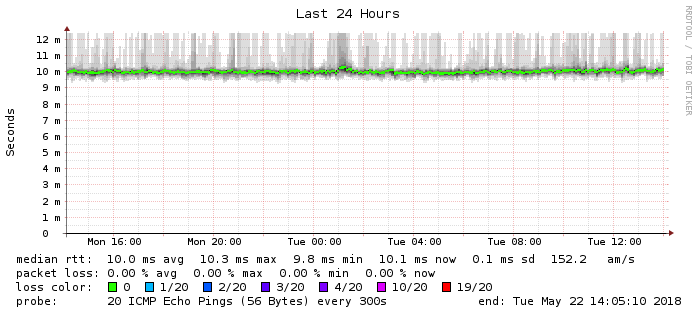 Last 24 Hours
RRDTOOL / TOBI OETIKER
Seconds
12 m
11 m
10 m
9 m
8 m
7 m
6 m
5 m
4 m
3 m
2 m
1 m
0
Mon 16:00 Mon 20:00 Tue 00:00 Tue 04:00 Tue 08:00 Tue 12:00
median rtt: 10.0 ms avg 10.3 ms max 9.8 ms min 10.1 ms now 0.1 ms sd 152.2 am/s
packet loss: 0.00 % avg 0.00 % max 0.00 % min 0.00 % now
loss color: 0 1/20 2/20 3/20 4/20 10/20 19/20
probe: 20 ICMP Echo Pings (56 Bytes) every 300s end: Tue May 22 14:05:10 2018